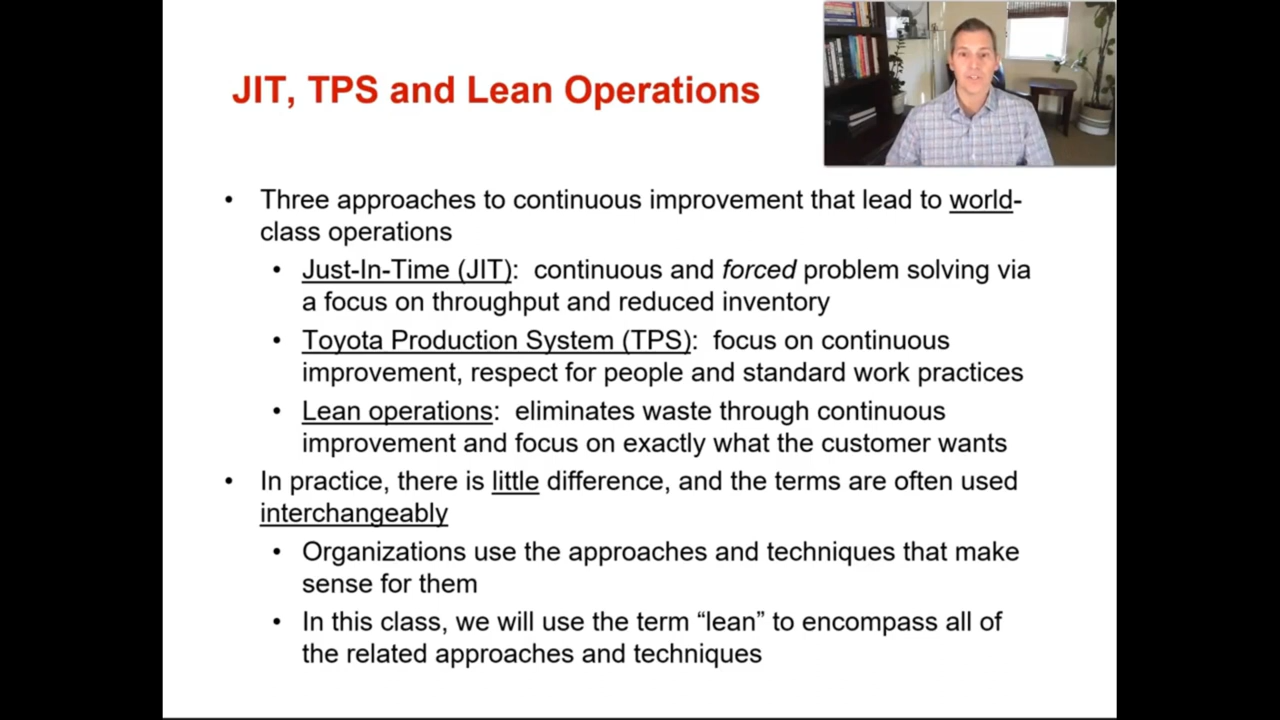 JIT, TPS and Lean Operations
• Three approaches to continuous improvement that lead to world-
class operations
• Just-In-Time (JIT): continuous and forced problem solving via
a focus on throughput and reduced inventory
• Toyota Production System (TPS): focus on continuous
improvement, respect for people and standard work practices
• Lean operations: eliminates waste through continuous
improvement and focus on exactly what the customer wants
• In practice, there is little difference, and the terms are often used
interchangeably
• Organizations use the approaches and techniques that make
sense for them
• In this class, we will use the term “lean” to encompass all of
the related approaches and techniques